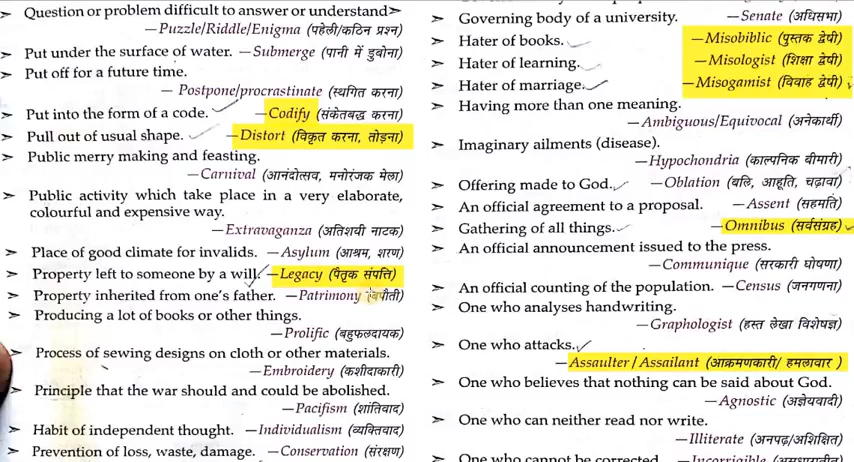 ➢ Question or problem difficult to answer or understand➢
—Puzzle/Riddle/Enigma (पहेली/कठिन प्रश्न)
➢ Put under the surface of water. —Submerge (पानी में डुबोना)
➢ Put off for a future time.
— Postpone/procrastinate (स्थगित करना)
➢ Put into the form of a code. —Codify (संकेतबद्ध करना)
➢ Pull out of usual shape. —Distort (विकृत करना, तोड़ना)
➢ Public merry making and feasting.
—Carnival (आनंदोत्सव, मनोरंजक मेला)
➢ Public activity which take place in a very elaborate,
colourful and expensive way.
—Extravaganza (अतिशयी नाटक)
➢ Place of good climate for invalids. —Asylum (आश्रम, शरण)
➢ Property left to someone by a will. —Legacy (पैतृक संपत्ति)
➢ Property inherited from one's father. —Patrimony (बपौती)
➢ Producing a lot of books or other things.
—Prolific (बहुफलदायक)
➢ Process of sewing designs on cloth or other materials.
—Embroidery (कशीदाकारी)
➢ Principle that the war should and could be abolished.
—Pacifism (शांतिवाद)
➢ Habit of independent thought. —Individualism (व्यक्तिवाद)
➢ Prevention of loss, waste, damage. —Conservation (संरक्षण)
➢ Governing body of a university. —Senate (अधिसभा)
➢ Hater of books. —Misobiblic (पुस्तक द्वेषी)
➢ Hater of learning. —Misologist (शिक्षा द्वेषी)
➢ Hater of marriage. —Misogamist (विवाह द्वेषी)
➢ Having more than one meaning.
—Ambiguous/Equivocal (अनेकार्थी)
➢ Imaginary ailments (disease).
—Hypochondria (काल्पनिक बीमारी)
➢ Offering made to God. —Oblation (बलि, आहूति, चढ़ावा)
➢ An official agreement to a proposal. —Assent (सहमति)
➢ Gathering of all things. —Omnibus (सर्वसंग्रह)
➢ An official announcement issued to the press.
—Communique (सरकारी घोषणा)
➢ An official counting of the population. —Census (जनगणना)
➢ One who analyses handwriting.
—Graphologist (हस्त लेखा विशेषज्ञ)
➢ One who attacks.
—Assaulter/Assailant (आक्रमणकारी/ हमलावार )
➢ One who believes that nothing can be said about God.
—Agnostic (अज्ञेयवादी)
➢ One who can neither read nor write.
—Illiterate (अनपढ़/अशिक्षित)
➢ One who cannot be corrected. —Incorrigible